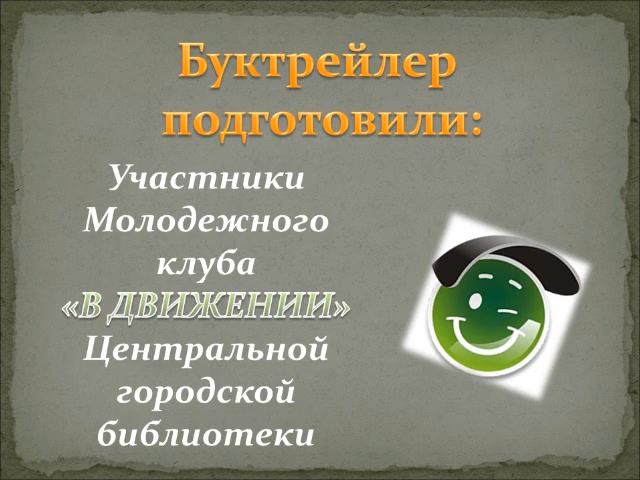 Буктрейлер
подготовили:
Участники
Молодежного
клуба
«В ДВИЖЕНИИ»
Центральной
городской
библиотеки